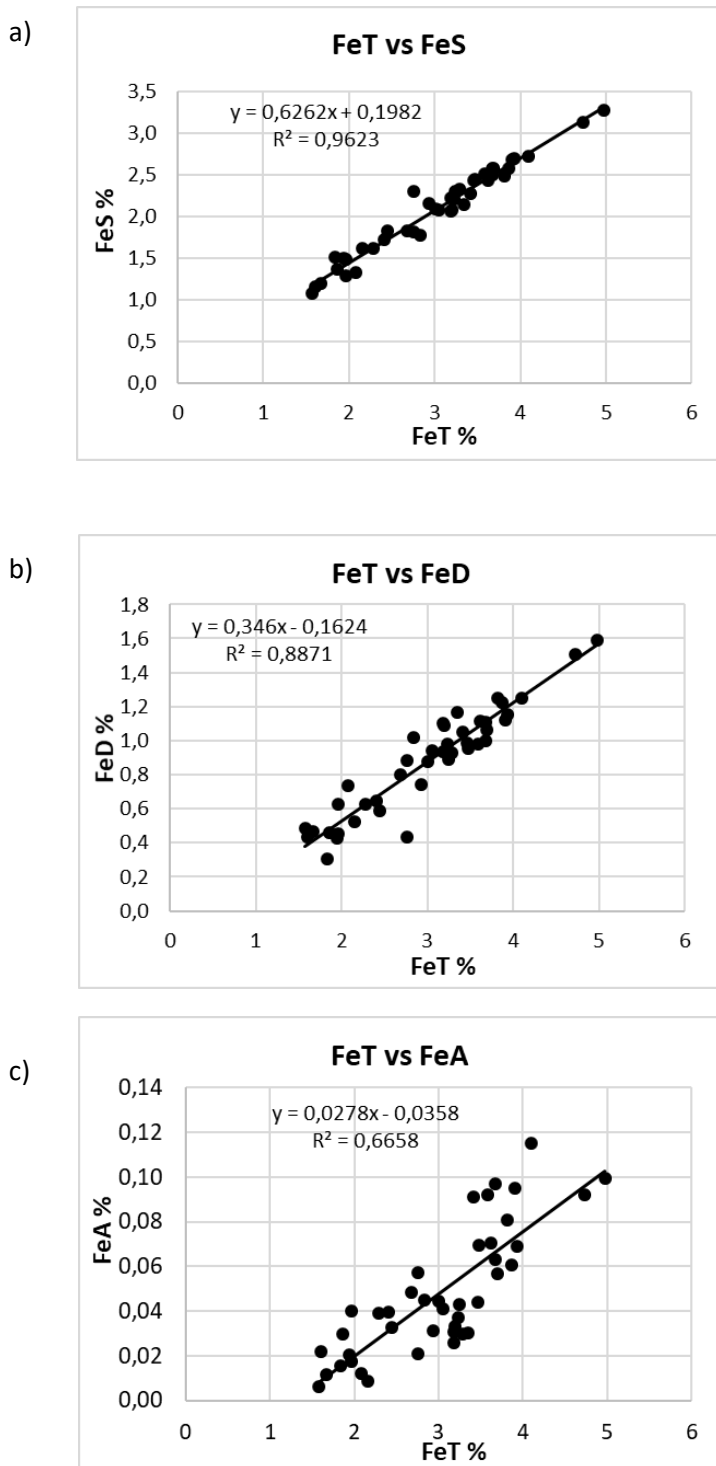 a)
FeT vs FeS
y = 0,6262x + 0,1982
R² = 0,9623
FeS %
3,5
3,0
2,5
2,0
1,5
1,0
0,5
0,0
0 1 2 3 4 5 6
FeT %
b)
FeT vs FeD
y = 0,346x - 0,1624
R² = 0,8871
FeD %
1,8
1,6
1,4
1,2
1,0
0,8
0,6
0,4
0,2
0,0
0 1 2 3 4 5 6
FeT %
c)
FeT vs FeA
y = 0,0278x - 0,0358
R² = 0,6658
FeA %
0,14
0,12
0,10
0,08
0,06
0,04
0,02
0,00
0 1 2 3 4 5 6
FeT %